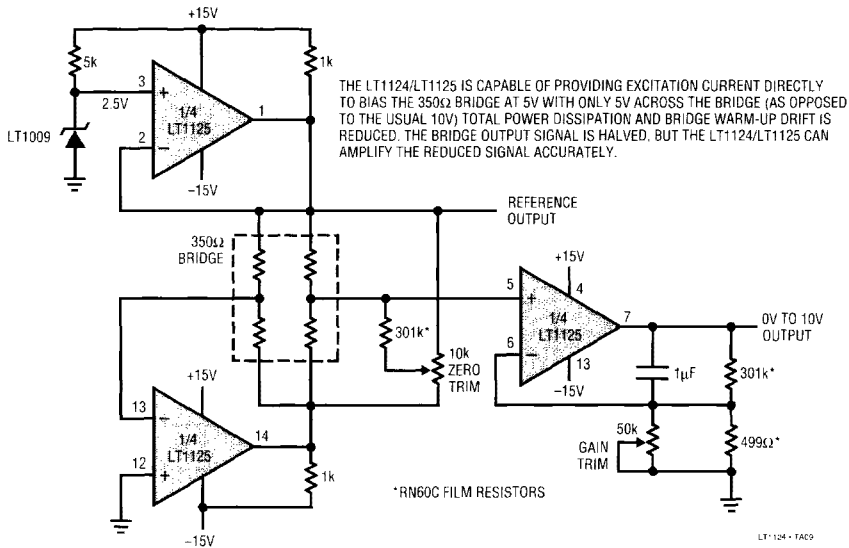 +15V
5k
1k
3
+
1/4
LT1125
1
2.5V
LT1009
2
−
−15V
THE LT1124/LT1125 IS CAPABLE OF PROVIDING EXCITATION CURRENT DIRECTLY
TO BIAS THE 350Ω BRIDGE AT 5V WITH ONLY 5V ACROSS THE BRIDGE (AS OPPOSED
TO THE USUAL 10V) TOTAL POWER DISSIPATION AND BRIDGE WARM-UP DRIFT IS
REDUCED. THE BRIDGE OUTPUT SIGNAL IS HALVED, BUT THE LT1124/LT1125 CAN
AMPLIFY THE REDUCED SIGNAL ACCURATELY.
REFERENCE
OUTPUT
350Ω
BRIDGE
301k*
10k
ZERO
TRIM
+15V
4
5
+
1/4
LT1125
7
6
−
13
−15V
0V TO 10V
OUTPUT
1μF
301k*
50k
GAIN
TRIM
499Ω*
+15V
13
−
1/4
LT1125
14
12
+
1k
−15V
*RN60C FILM RESISTORS
LT1124 • TA09